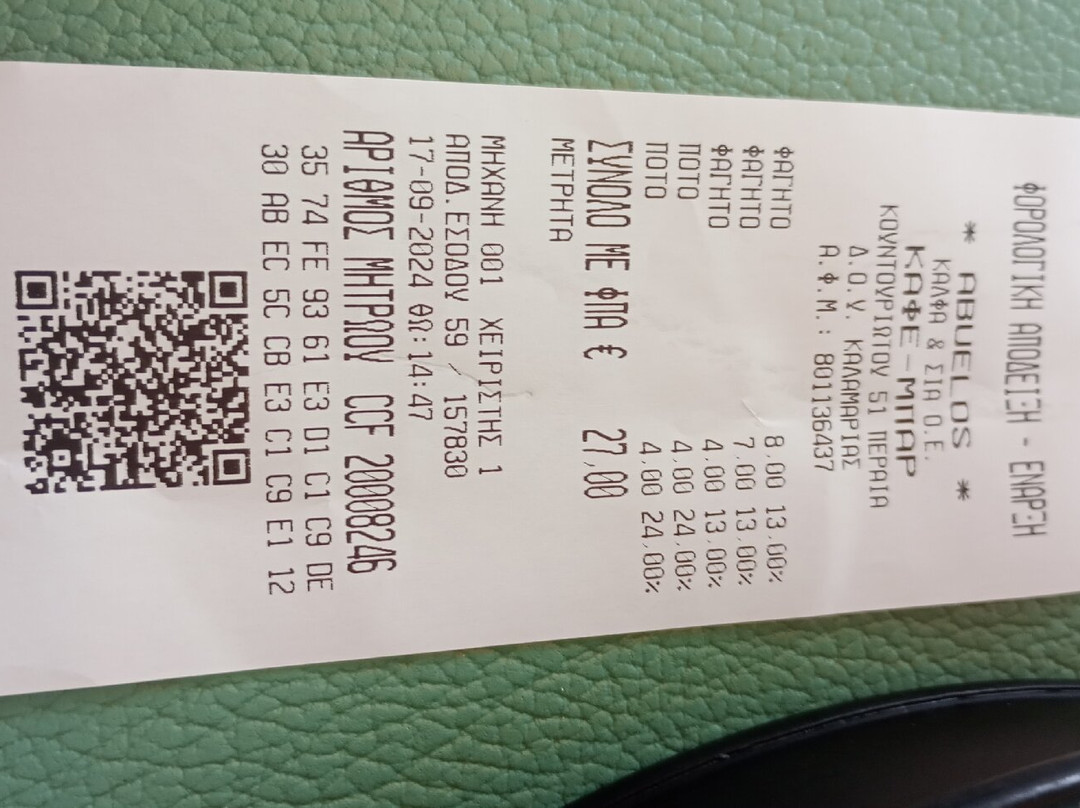 ΦΟΡΟΛΟΓΙΚΗ ΑΠΟΔΕΙΞΗ - ΕΝΑΡΞΗ
* ABUELOS *
ΚΑΛΦΑ & ΣΙΑ Ο.Ε.
ΚΑΦΕ-ΜΠΑΡ
ΚΟΥΝΤΟΥΡΙΩΤΟΥ 51 ΠΕΡΑΙΑ
Δ.Ο.Υ. ΚΑΛΑΜΑΡΙΑΣ
Α.Φ.Μ.: 801136437
ΦΑΓΗΤΟ 8,00 13,00%
ΦΑΓΗΤΟ 7,00 13,00%
ΦΑΓΗΤΟ 4,00 13,00%
ΠΟΤΟ 4,00 24,00%
ΠΟΤΟ 4,00 24,00%
ΣΥΝΟΛΟ ΜΕ ΦΠΑ € 27,00
ΜΕΤΡΗΤΑ
ΜΗΧΑΝΗ 001 ΧΕΙΡΙΣΤΗΣ 1
ΑΠΟΔ.ΕΣΟΔΟΥ 59/ 157830
17-09-2024 ΘΩ:14:47
ΑΡΙΘΜΟΣ ΜΗΤΡΩΟΥ CCF 20008246
35 74 FE 93 61 E3 D1 C1 C9 DE
30 AB EC 5C CB E3 C1 C9 E1 12